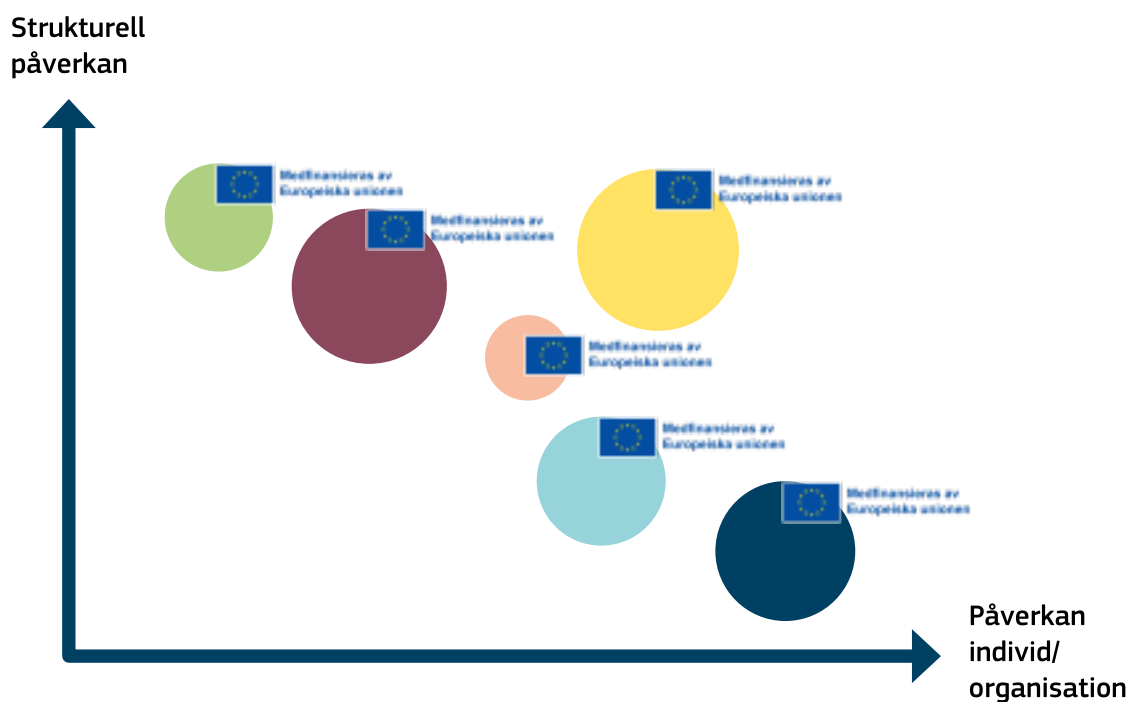 Strukturell
påverkan
Medfinansieras av
Europeiska unionen
Medfinansieras av
Europeiska unionen
Medfinansieras av
Europeiska unionen
Medfinansieras av
Europeiska unionen
Medfinansieras av
Europeiska unionen
Medfinansieras av
Europeiska unionen
Påverkan
individ/
organisation